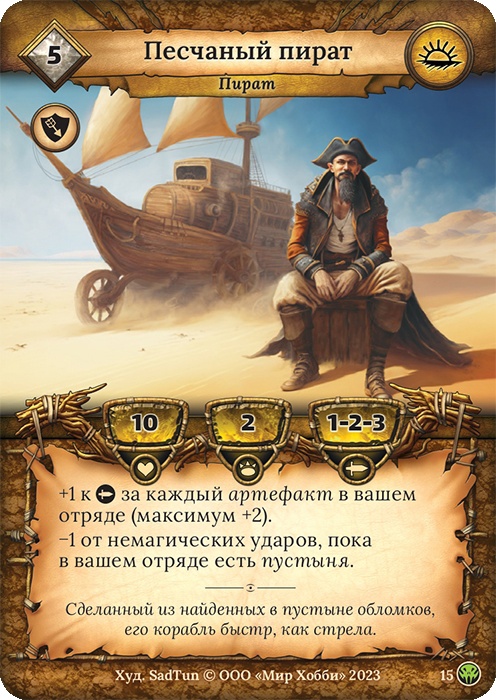 5
Песчаный пират
Пират
10
2
1-2-3
+1 к за каждый артефакт в вашем
отряде (максимум +2).
−1 от немагических ударов, пока
в вашем отряде есть пустыня.
Сделанный из найденных в пустыне обломков,
его корабль быстр, как стрела.
Худ. SadTun © ООО «Мир Хобби» 2023
15